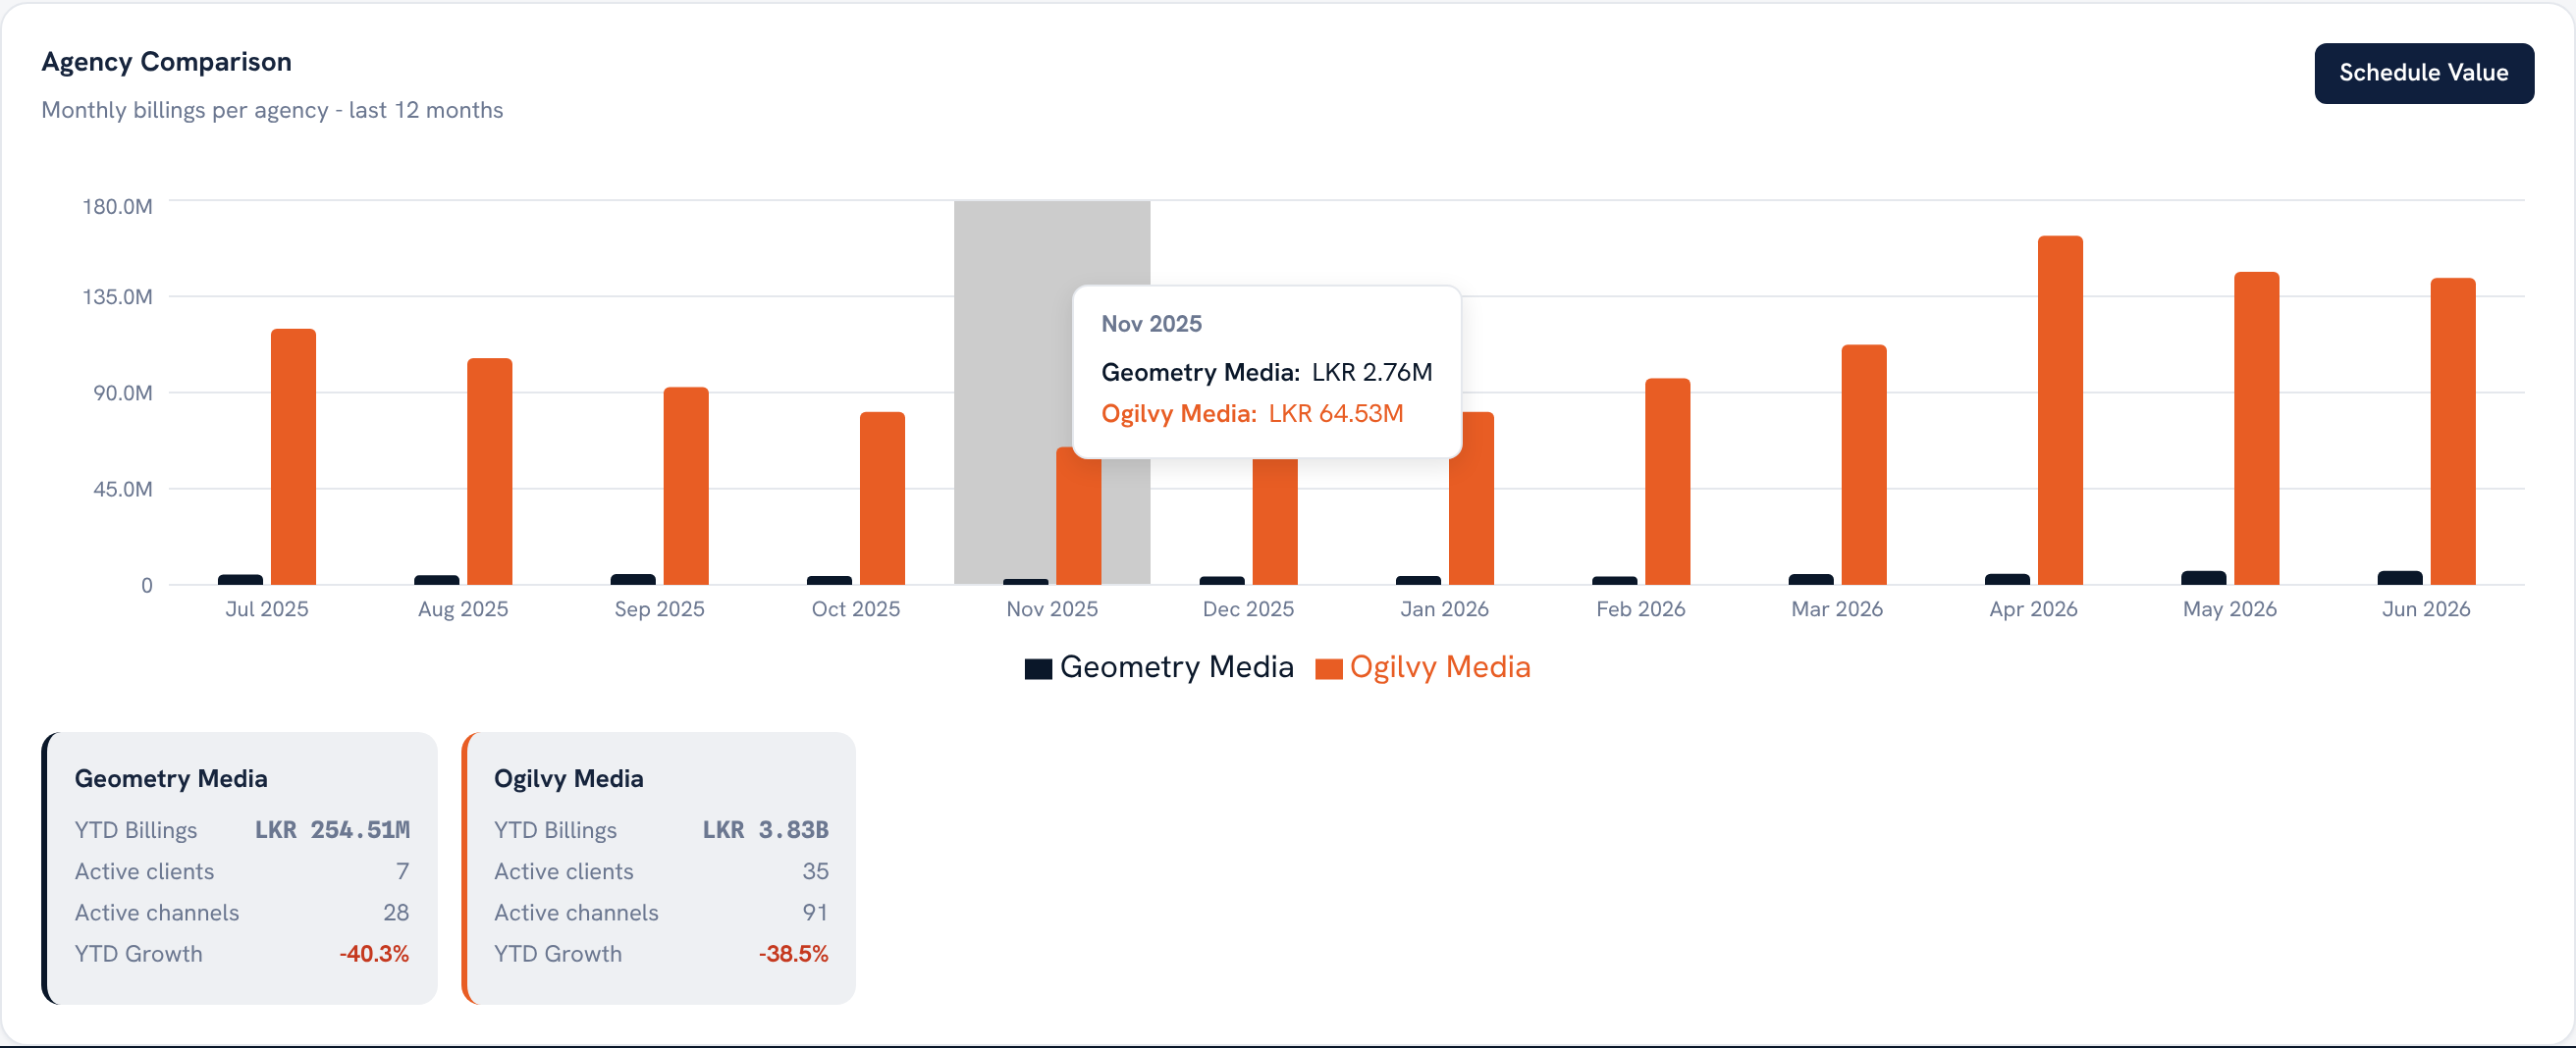 Agency Comparison
Schedule Value
Monthly billings per agency - last 12 months
180.0M
135.0M
90.0M
45.0M
0
Nov 2025
Geometry Media: LKR 2.76M
Ogilvy Media: LKR 64.53M
Jul 2025 Aug 2025 Sep 2025 Oct 2025 Nov 2025 Dec 2025 Jan 2026 Feb 2026 Mar 2026 Apr 2026 May 2026 Jun 2026
Geometry Media Ogilvy Media
Geometry Media
YTD Billings LKR 254.51M
Active clients 7
Active channels 28
YTD Growth -40.3%
Ogilvy Media
YTD Billings LKR 3.83B
Active clients 35
Active channels 91
YTD Growth -38.5%